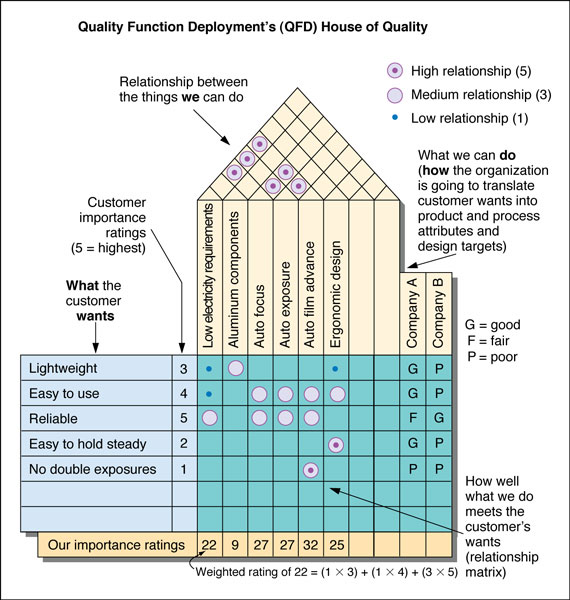 Quality Function Deployment's (QFD) House of Quality
High relationship (5)
Medium relationship (3)
Low relationship (1)
Relationship between
the things we can do
What we can do
(how the organization
is going to translate
customer wants into
product and process
attributes and
design targets)
Customer
importance
ratings
(5 = highest)
What the
customer
wants
Low electricity requirements
Aluminum components
Auto focus
Auto exposure
Auto film advance
Ergonomic design
Company A
Company B
G = good
F = fair
P = poor
Lightweight 3 G P
Easy to use 4 G P
Reliable 5 F G
Easy to hold steady 2 G P
No double exposures 1 P P
How well
what we do
meets the
customer's
wants
(relationship
matrix)
Our importance ratings 22 9 27 27 32 25
Weighted rating of 22 = (1 × 3) + (1 × 4) + (3 × 5)